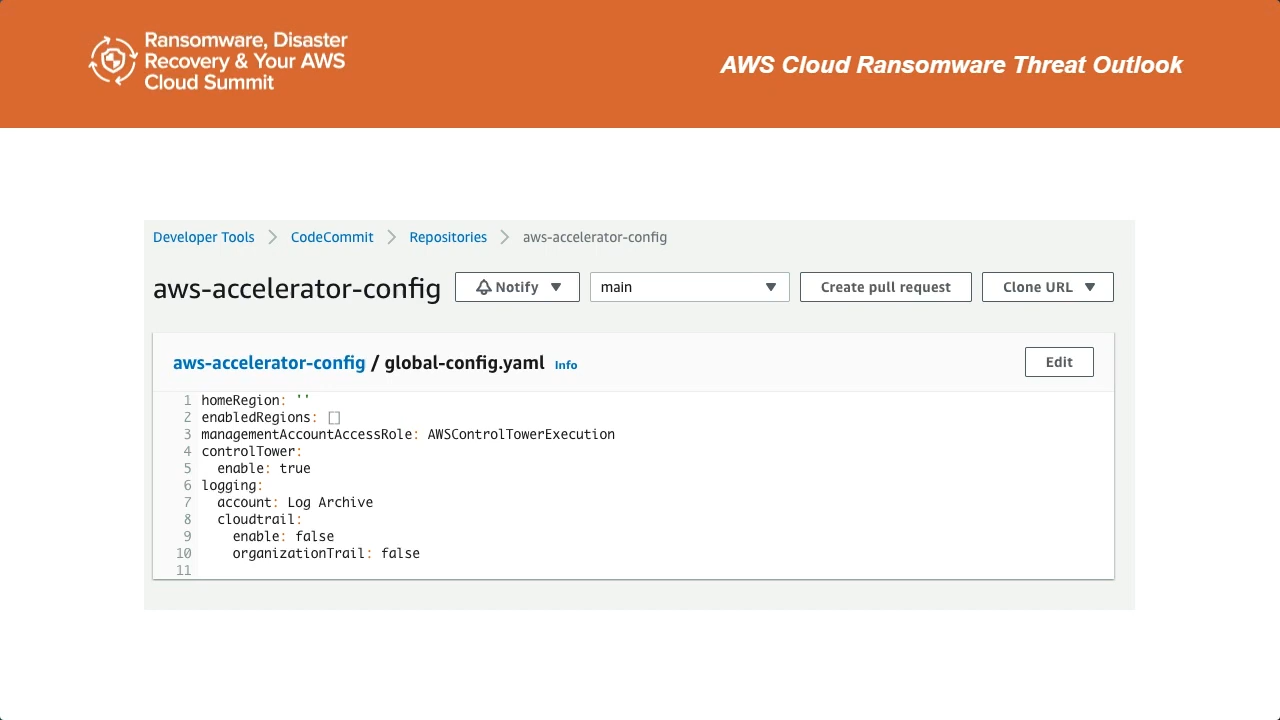 Ransomware, Disaster
Recovery & Your AWS
Cloud Summit
AWS Cloud Ransomware Threat Outlook
Developer Tools > CodeCommit > Repositories > aws-accelerator-config
aws-accelerator-config Notify main Create pull request Clone URL
aws-accelerator-config / global-config.yaml Info Edit
1 homeRegion: ''
2 enabledRegions: []
3 managementAccountAccessRole: AWSControlTowerExecution
4 controlTower:
5   enable: true
6 logging:
7   account: Log Archive
8   cloudtrail:
9     enable: false
10     organizationTrail: false
11